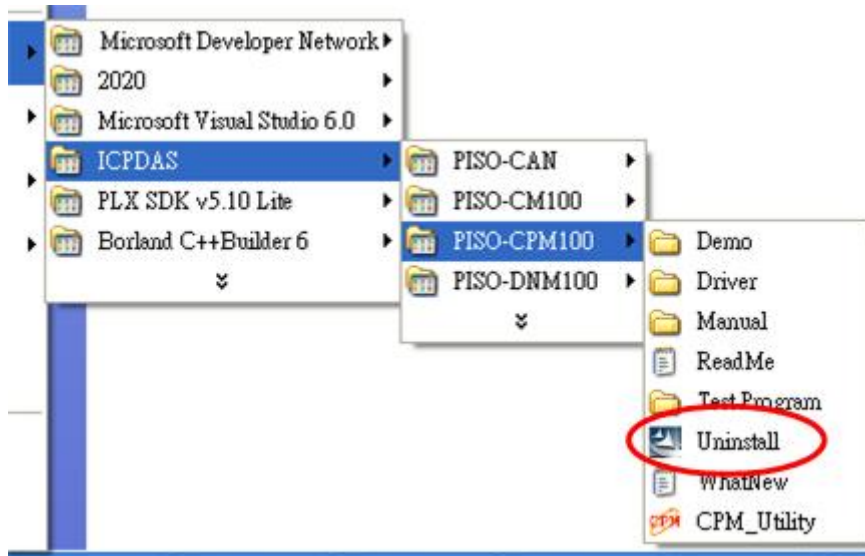 Microsoft Developer Network
2020
Microsoft Visual Studio 6.0
ICPDAS
PLX SDK v5.10 Lite
Borland C++Builder 6
PISO-CAN
PISO-CM100
PISO-CPM100
PISO-DNM100
Demo
Driver
Manual
ReadMe
Test Program
Uninstall
WhatNew
CPM_Utility